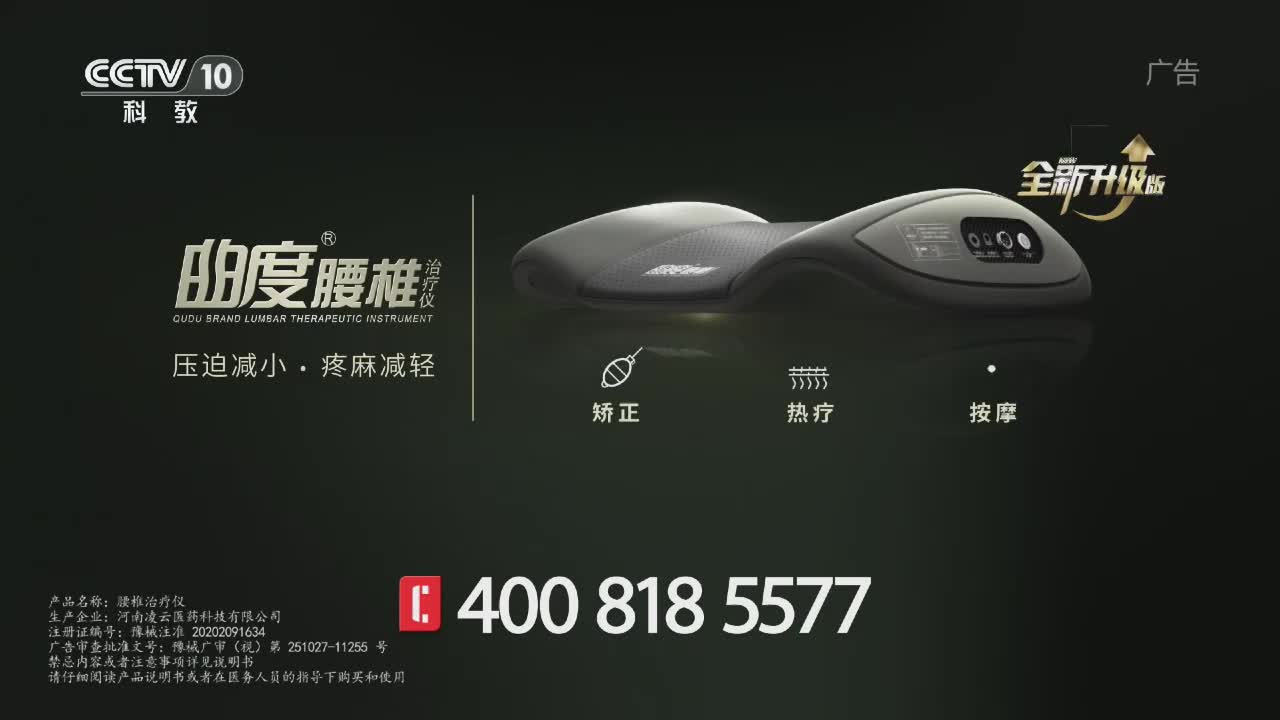 CCTV 10
科教
广告
全新升级版
曲度®腰椎治疗仪
QUDU BRAND LUMBAR THERAPEUTIC INSTRUMENT
压迫减小·疼麻减轻
矫正
热疗
按摩
400 818 5577
产品名称：腰椎治疗仪
生产企业：河南凌云医药科技有限公司
注册证编号：豫械注准 20202091634
广告审查批准文号：豫械广审（视）第 251027-11255 号
禁忌内容或者注意事项详见说明书
请仔细阅读产品说明书或者在医务人员的指导下购买和使用